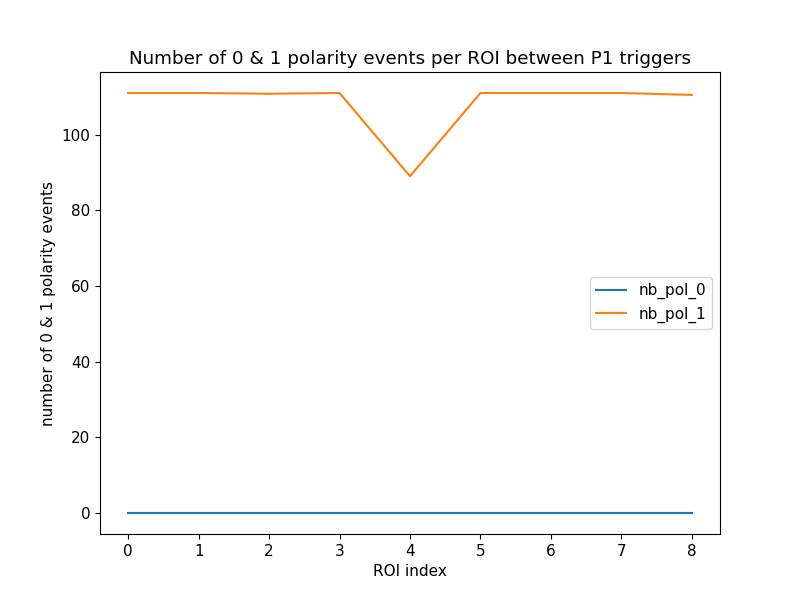 Number of 0 & 1 polarity events per ROI between P1 triggers
100
80
60
40
20
0
number of 0 & 1 polarity events
nb_pol_0
nb_pol_1
0 1 2 3 4 5 6 7 8
ROI index